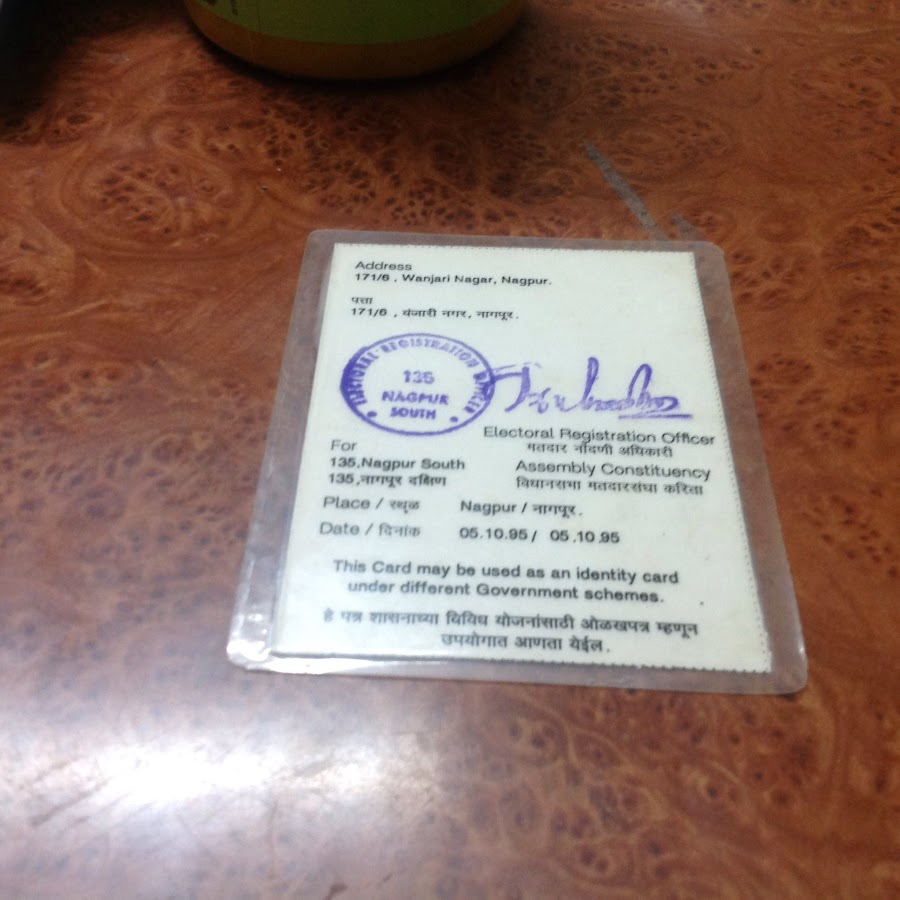 Address
171/6 , Wanjari Nagar, Nagpur.
पत्ता
171/6 , वंजारी नगर, नागपूर.
ELECTORAL REGISTRATION OFFICER
135
NAGPUR
SOUTH
Electoral Registration Officer
मतदार नोंदणी अधिकारी
For
135,Nagpur South Assembly Constituency
135,नागपूर दक्षिण विधानसभा मतदारसंघा करिता
Place / स्थूळ Nagpur / नागपूर.
Date / दिनांक 05.10.95 / 05.10.95
This Card may be used as an identity card
under different Government schemes.
हे पत्र शासनाच्या विविध योजनांसाठी ओळखपत्र म्हणून
उपयोगात आणता येईल.